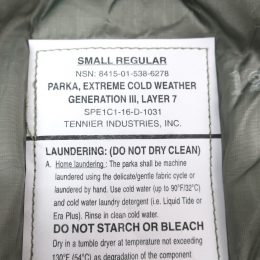 SMALL REGULAR
NSN: 8415-01-538-6278
PARKA, EXTREME COLD WEATHER
GENERATION III, LAYER 7
SPE1C1-16-D-1031
TENNIER INDUSTRIES, INC.
LAUNDERING: (DO NOT DRY CLEAN)
A. Home laundering: The parka shall be machine
laundered using the delicate/gentle fabric cycle or
laundered by hand. Use cold water (up to 90°F/32°C)
and cold water laundry detergent (i.e. Liquid Tide or
Era Plus). Rinse in clean cold water.
DO NOT STARCH OR BLEACH
Dry in a tumble dryer at temperature not exceeding
130°F (54°C) as degradation of the component